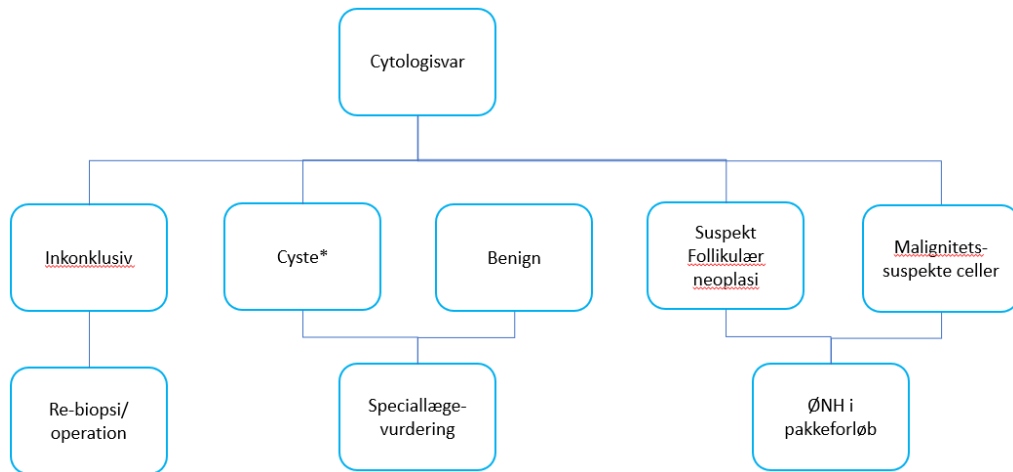 Cytologisvar
Inkonklusiv
Cyste*
Benign
Suspekt
Follikulær
neoplasi
Malignitets-
suspekte celler
Re-biopsi/
operation
Speciallæge-
vurdering
ØNH i
pakkeforløb